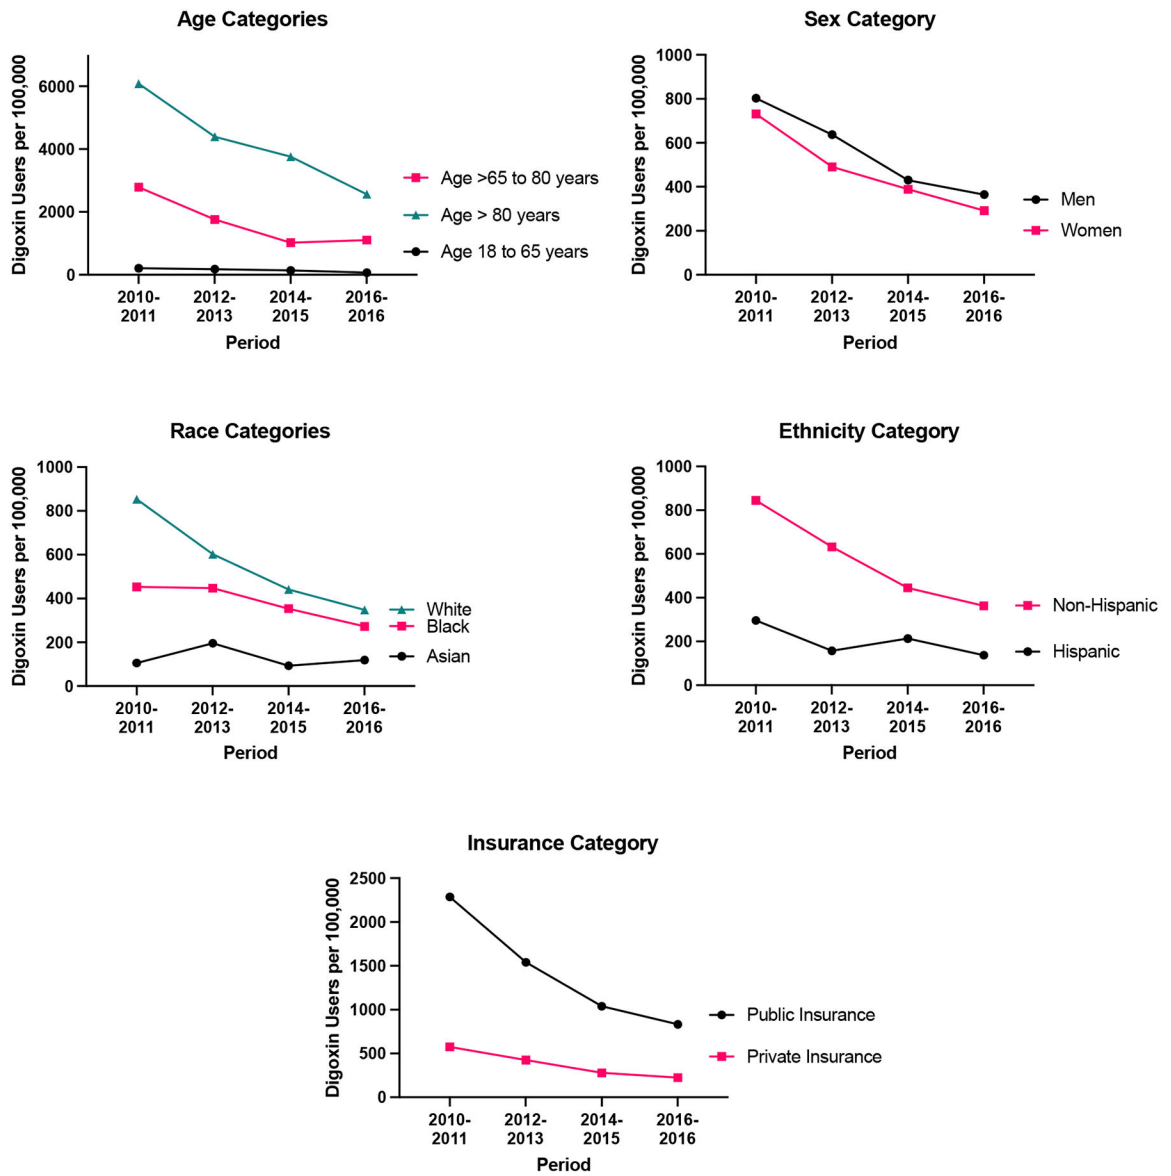 Age Categories
Digoxin Users per 100,000
6000
4000
2000
0
2010-
2011
2012-
2013
2014-
2015
2016-
2016
Period
Age >65 to 80 years
Age > 80 years
Age 18 to 65 years
Sex Category
Digoxin Users per 100,000
1000
800
600
400
200
0
2010-
2011
2012-
2013
2014-
2015
2016-
2016
Period
Men
Women
Race Categories
Digoxin Users per 100,000
1000
800
600
400
200
0
2010-
2011
2012-
2013
2014-
2015
2016-
2016
Period
White
Black
Asian
Ethnicity Category
Digoxin Users per 100,000
1000
800
600
400
200
0
2010-
2011
2012-
2013
2014-
2015
2016-
2016
Period
Non-Hispanic
Hispanic
Insurance Category
Digoxin Users per 100,000
2500
2000
1500
1000
500
0
2010-
2011
2012-
2013
2014-
2015
2016-
2016
Period
Public Insurance
Private Insurance